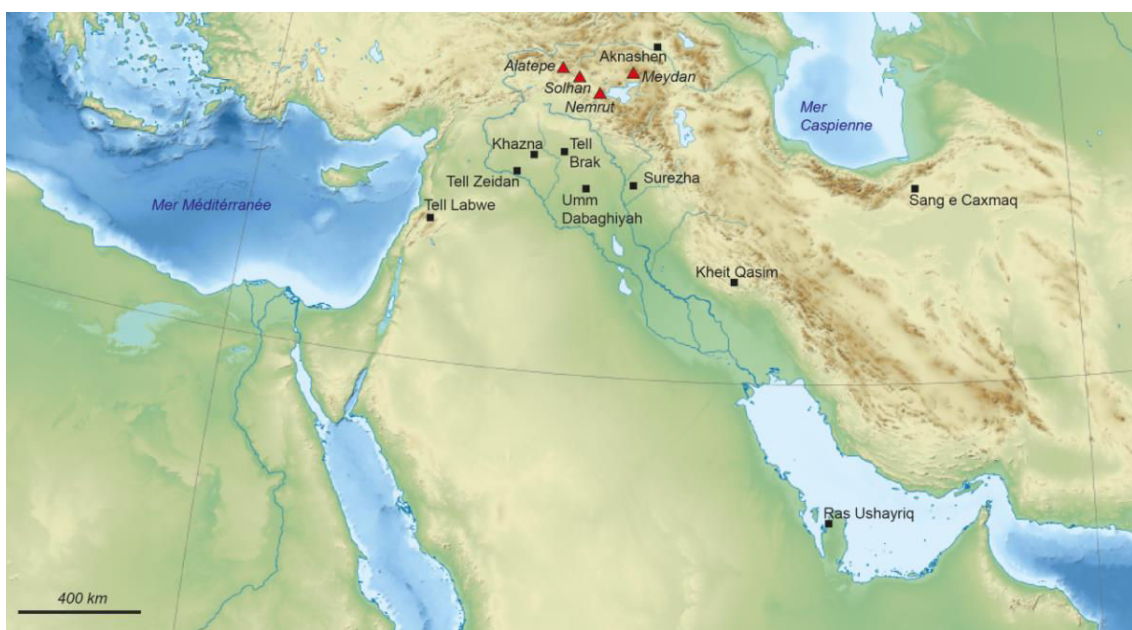 Aknashen
Alatepe
Meydan
Solhan
Nemrut
Mer
Caspienne
Khazna
Tell
Brak
Tell Zeidan
Surezha
Umm
Dabaghiyah
Sang e Caxmaq
Mer Méditérranée
Tell Labwe
Kheit Qasim
Ras Ushayriq
400 km